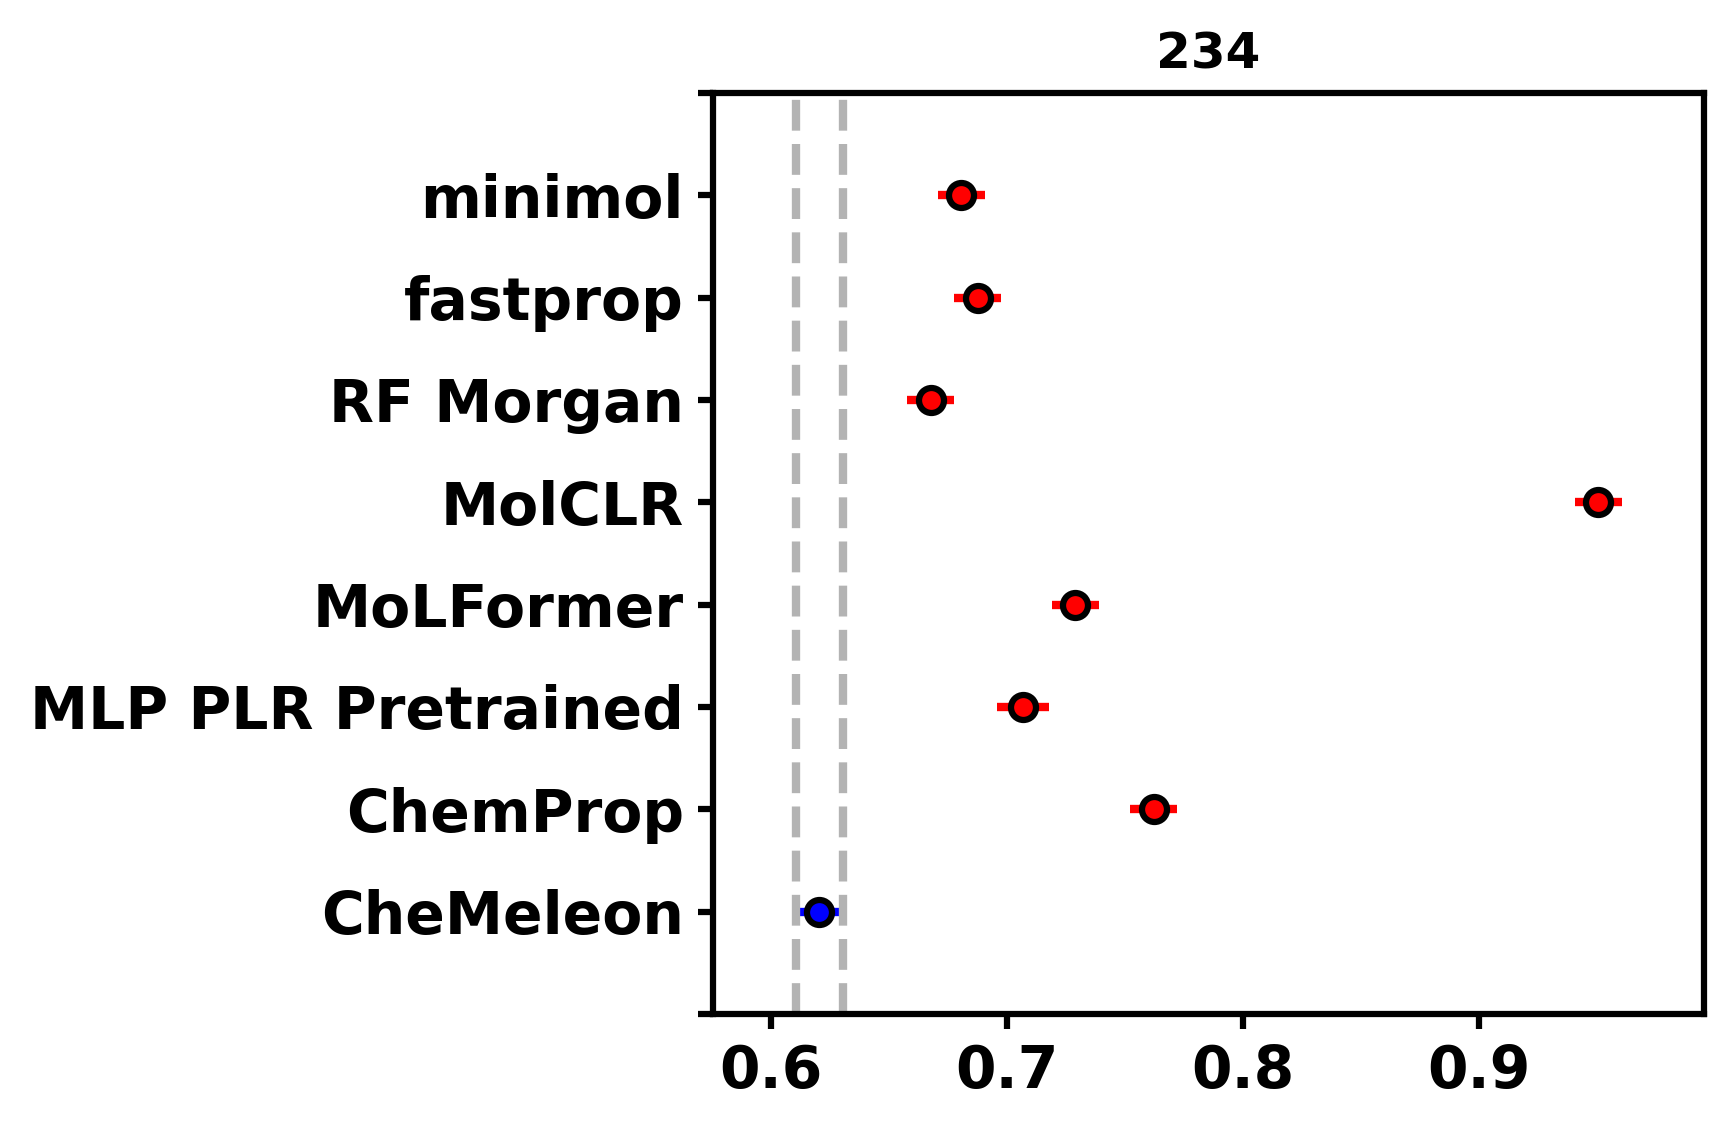 234
minimol
fastprop
RF Morgan
MolCLR
MoLFormer
MLP PLR Pretrained
ChemProp
CheMeleon
0.6 0.7 0.8 0.9